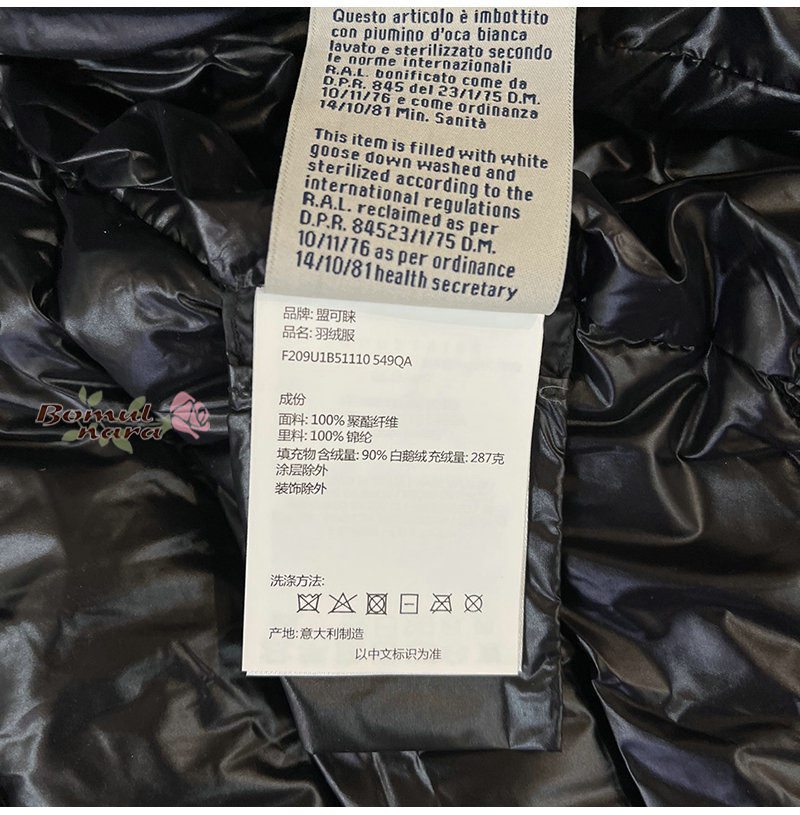 Questo articolo è imbottito
con piumino d'oca bianca
lavato e sterilizzato secondo
le norme internazionali
R.A.L. bonificato come da
D.P.R. 845 del 23/1/75 D.M.
10/11/76 e come ordinanza
14/10/81 Min. Sanità
This item is filled with white
goose down washed and
sterilized according to the
international regulations
R.A.L. reclaimed as per
D.P.R. 84523/1/75 D.M.
10/11/76 as per ordinance
14/10/81 health secretary
品牌: 盟可睐
品名: 羽绒服
F209U1B51110 549QA
成份
面料: 100% 聚酯纤维
里料: 100% 锦纶
填充物 含绒量: 90% 白鹅绒 充绒量: 287克
涂层除外
装饰除外
洗涤方法:
产地: 意大利制造
以中文标识为准
Bomul
nara